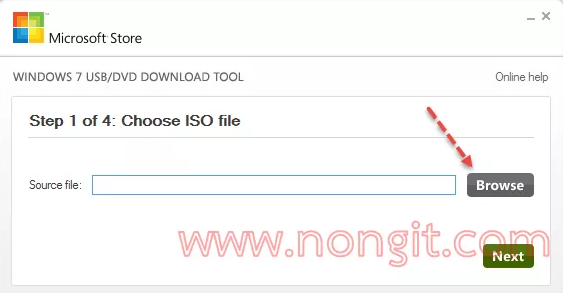 Microsoft Store
WINDOWS 7 USB/DVD DOWNLOAD TOOL
Online help
Step 1 of 4: Choose ISO file
Source file:
Browse
www.nongit.com
Next